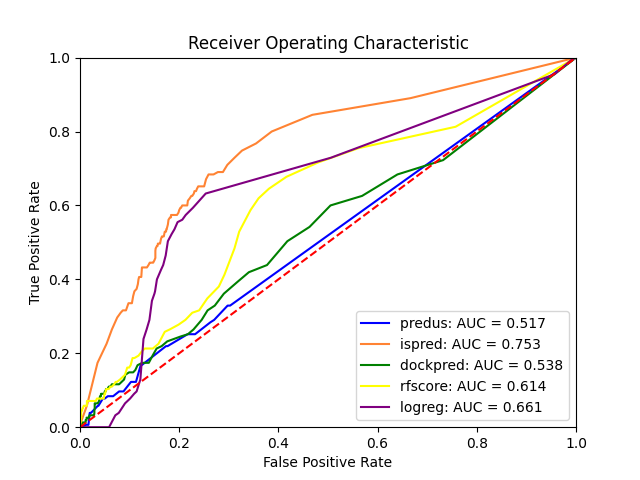 Receiver Operating Characteristic
True Positive Rate
1.0
0.8
0.6
0.4
0.2
0.0
predus: AUC = 0.517
ispred: AUC = 0.753
dockpred: AUC = 0.538
rfscore: AUC = 0.614
logreg: AUC = 0.661
0.0 0.2 0.4 0.6 0.8 1.0
False Positive Rate